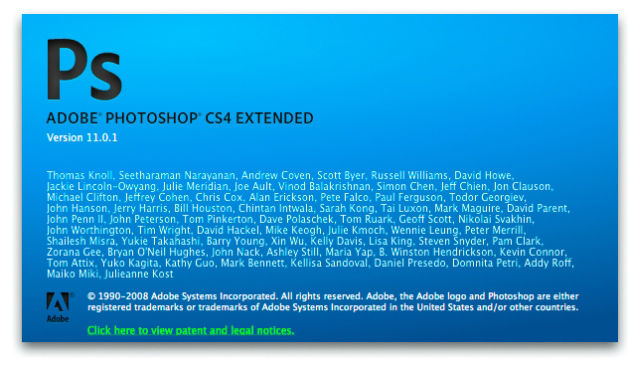 Ps
ADOBE® PHOTOSHOP® CS4 EXTENDED
Version 11.0.1
Thomas Knoll, Seetharaman Narayanan, Andrew Coven, Scott Byer, Russell Williams, David Howe,
Jackie Lincoln-Owyang, Julie Meridian, Joe Ault, Vinod Balakrishnan, Simon Chen, Jeff Chien, Jon Clauson,
Michael Clifton, Jeffrey Cohen, Chris Cox, Alan Erickson, Pete Falco, Paul Ferguson, Todor Georgiev,
John Hanson, Jerry Harris, Bill Houston, Chintan Intwala, Sarah Kong, Tai Luxon, Mark Maguire, David Parent,
John Penn II, John Peterson, Tom Pinkerton, Dave Polaschek, Tom Ruark, Geoff Scott, Nikolai Svakhin,
John Worthington, Tim Wright, David Hackel, Mike Keogh, Julie Kmoch, Wennie Leung, Peter Merrill,
Shailesh Misra, Yukie Takahashi, Barry Young, Xin Wu, Kelly Davis, Lisa King, Steven Snyder, Pam Clark,
Zorana Gee, Bryan O'Neil Hughes, John Nack, Ashley Still, Maria Yap, B. Winston Hendrickson, Kevin Connor,
Tom Attix, Yuko Kagita, Kathy Guo, Mark Bennett, Kellisa Sandoval, Daniel Presedo, Domnita Petri, Addy Roff,
Maiko Miki, Julieanne Kost
© 1990-2008 Adobe Systems Incorporated. All rights reserved. Adobe, the Adobe logo and Photoshop are either
registered trademarks or trademarks of Adobe Systems Incorporated in the United States and/or other countries.
Adobe
Click here to view patent and legal notices.